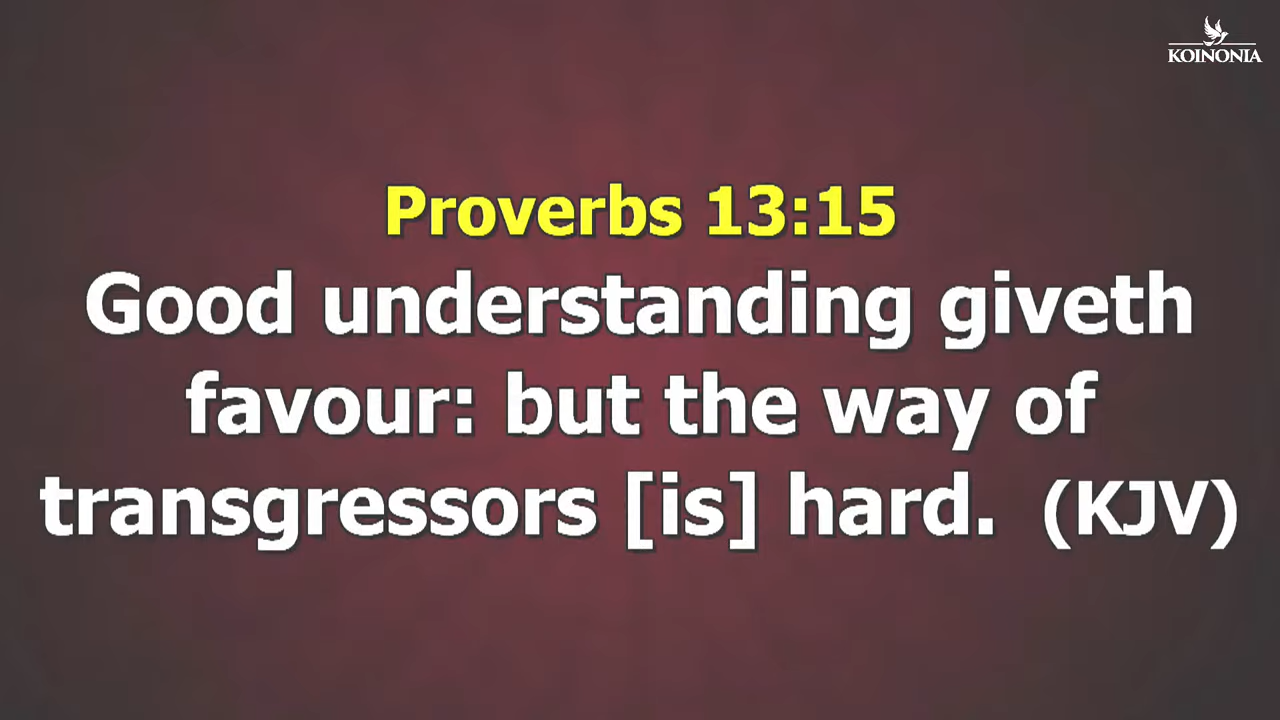 KOINONIA
Proverbs 13:15
Good understanding giveth
favour: but the way of
transgressors [is] hard.  (KJV)